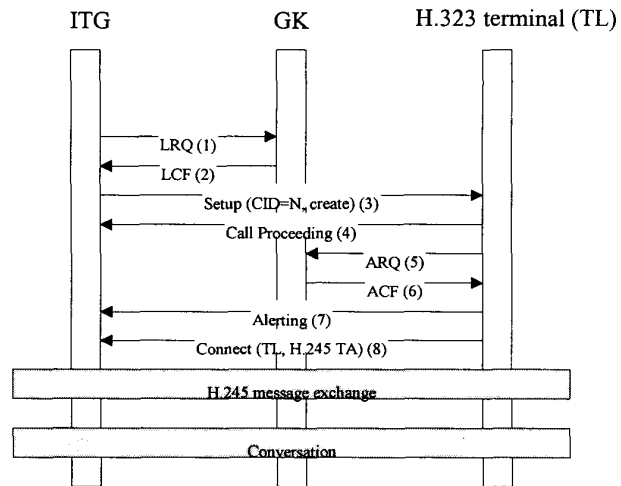 ITG GK H.323 terminal (TL)
LRQ (1)
LCF (2)
Setup (CID=N, create) (3)
Call Proceeding (4)
ARQ (5)
ACF (6)
Alerting (7)
Connect (TL, H.245 TA) (8)
H.245 message exchange
Conversation